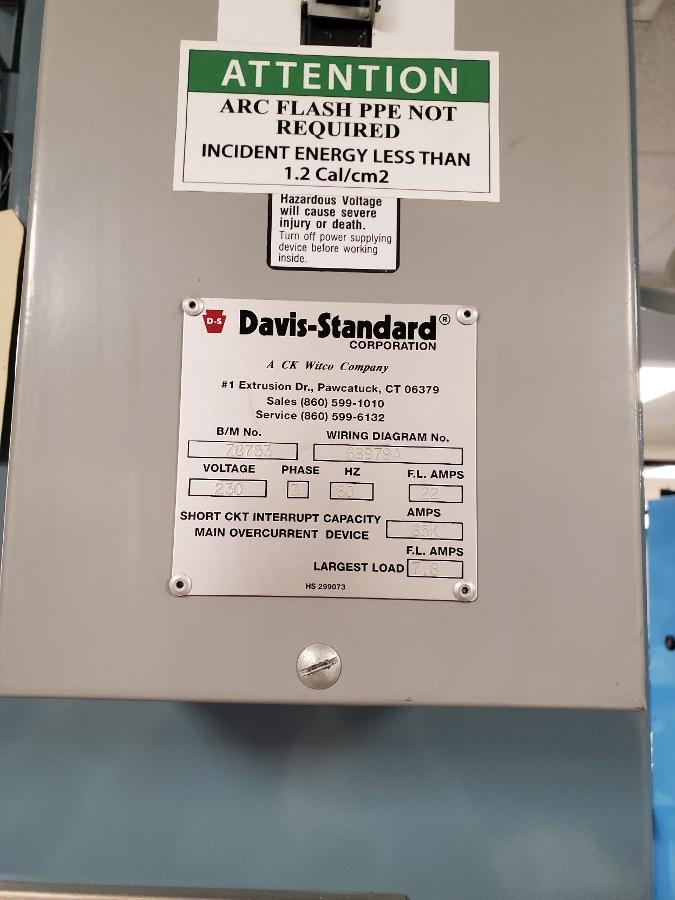 ATTENTION
ARC FLASH PPE NOT
REQUIRED
INCIDENT ENERGY LESS THAN
1.2 Cal/cm2
Hazardous Voltage
will cause severe
injury or death.
Turn off power supplying
device before working
inside.
D-S Davis-Standard®
CORPORATION
A CK Witco Company
#1 Extrusion Dr., Pawcatuck, CT 06379
Sales (860) 599-1010
Service (860) 599-6132
B/M No. WIRING DIAGRAM No.
Z8753 68979A
VOLTAGE PHASE HZ F.L. AMPS
230 3 60 22
SHORT CKT INTERRUPT CAPACITY AMPS
MAIN OVERCURRENT DEVICE 65K
F.L. AMPS
LARGEST LOAD 7.8
HS 299073